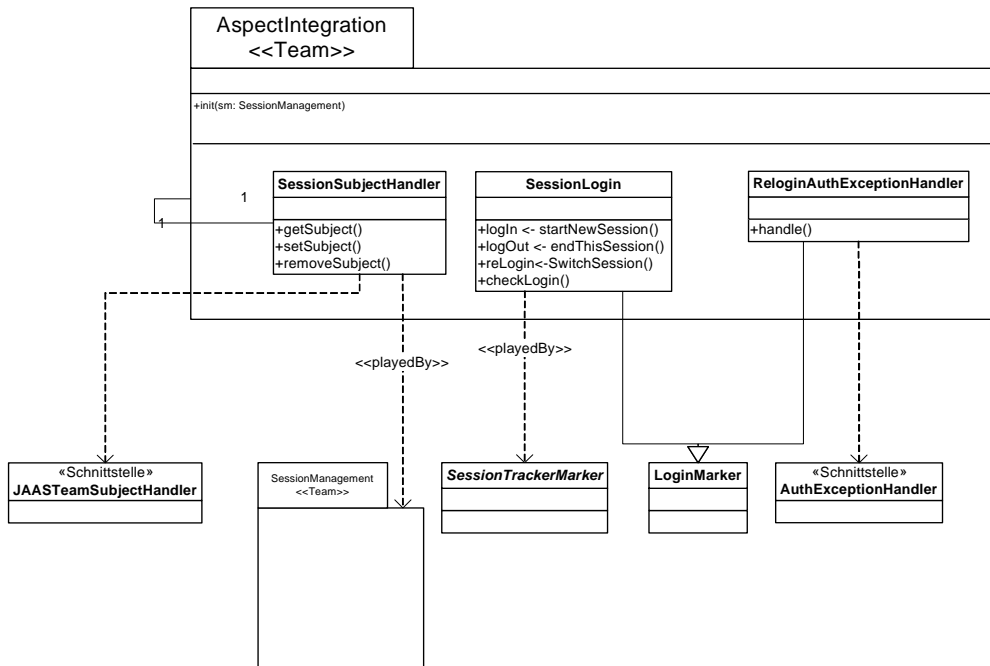 AspectIntegration
<<Team>>
+init(sm: SessionManagement)
SessionSubjectHandler
+getSubject()
+setSubject()
+removeSubject()
1
1
SessionLogin
+logIn <- startNewSession()
+logOut <- endThisSession()
+reLogin<-SwitchSession()
+checkLogin()
ReloginAuthExceptionHandler
+handle()
<<playedBy>>
<<playedBy>>
«Schnittstelle»
JAASTeamSubjectHandler
SessionManagement
<<Team>>
SessionTrackerMarker
LoginMarker
«Schnittstelle»
AuthExceptionHandler